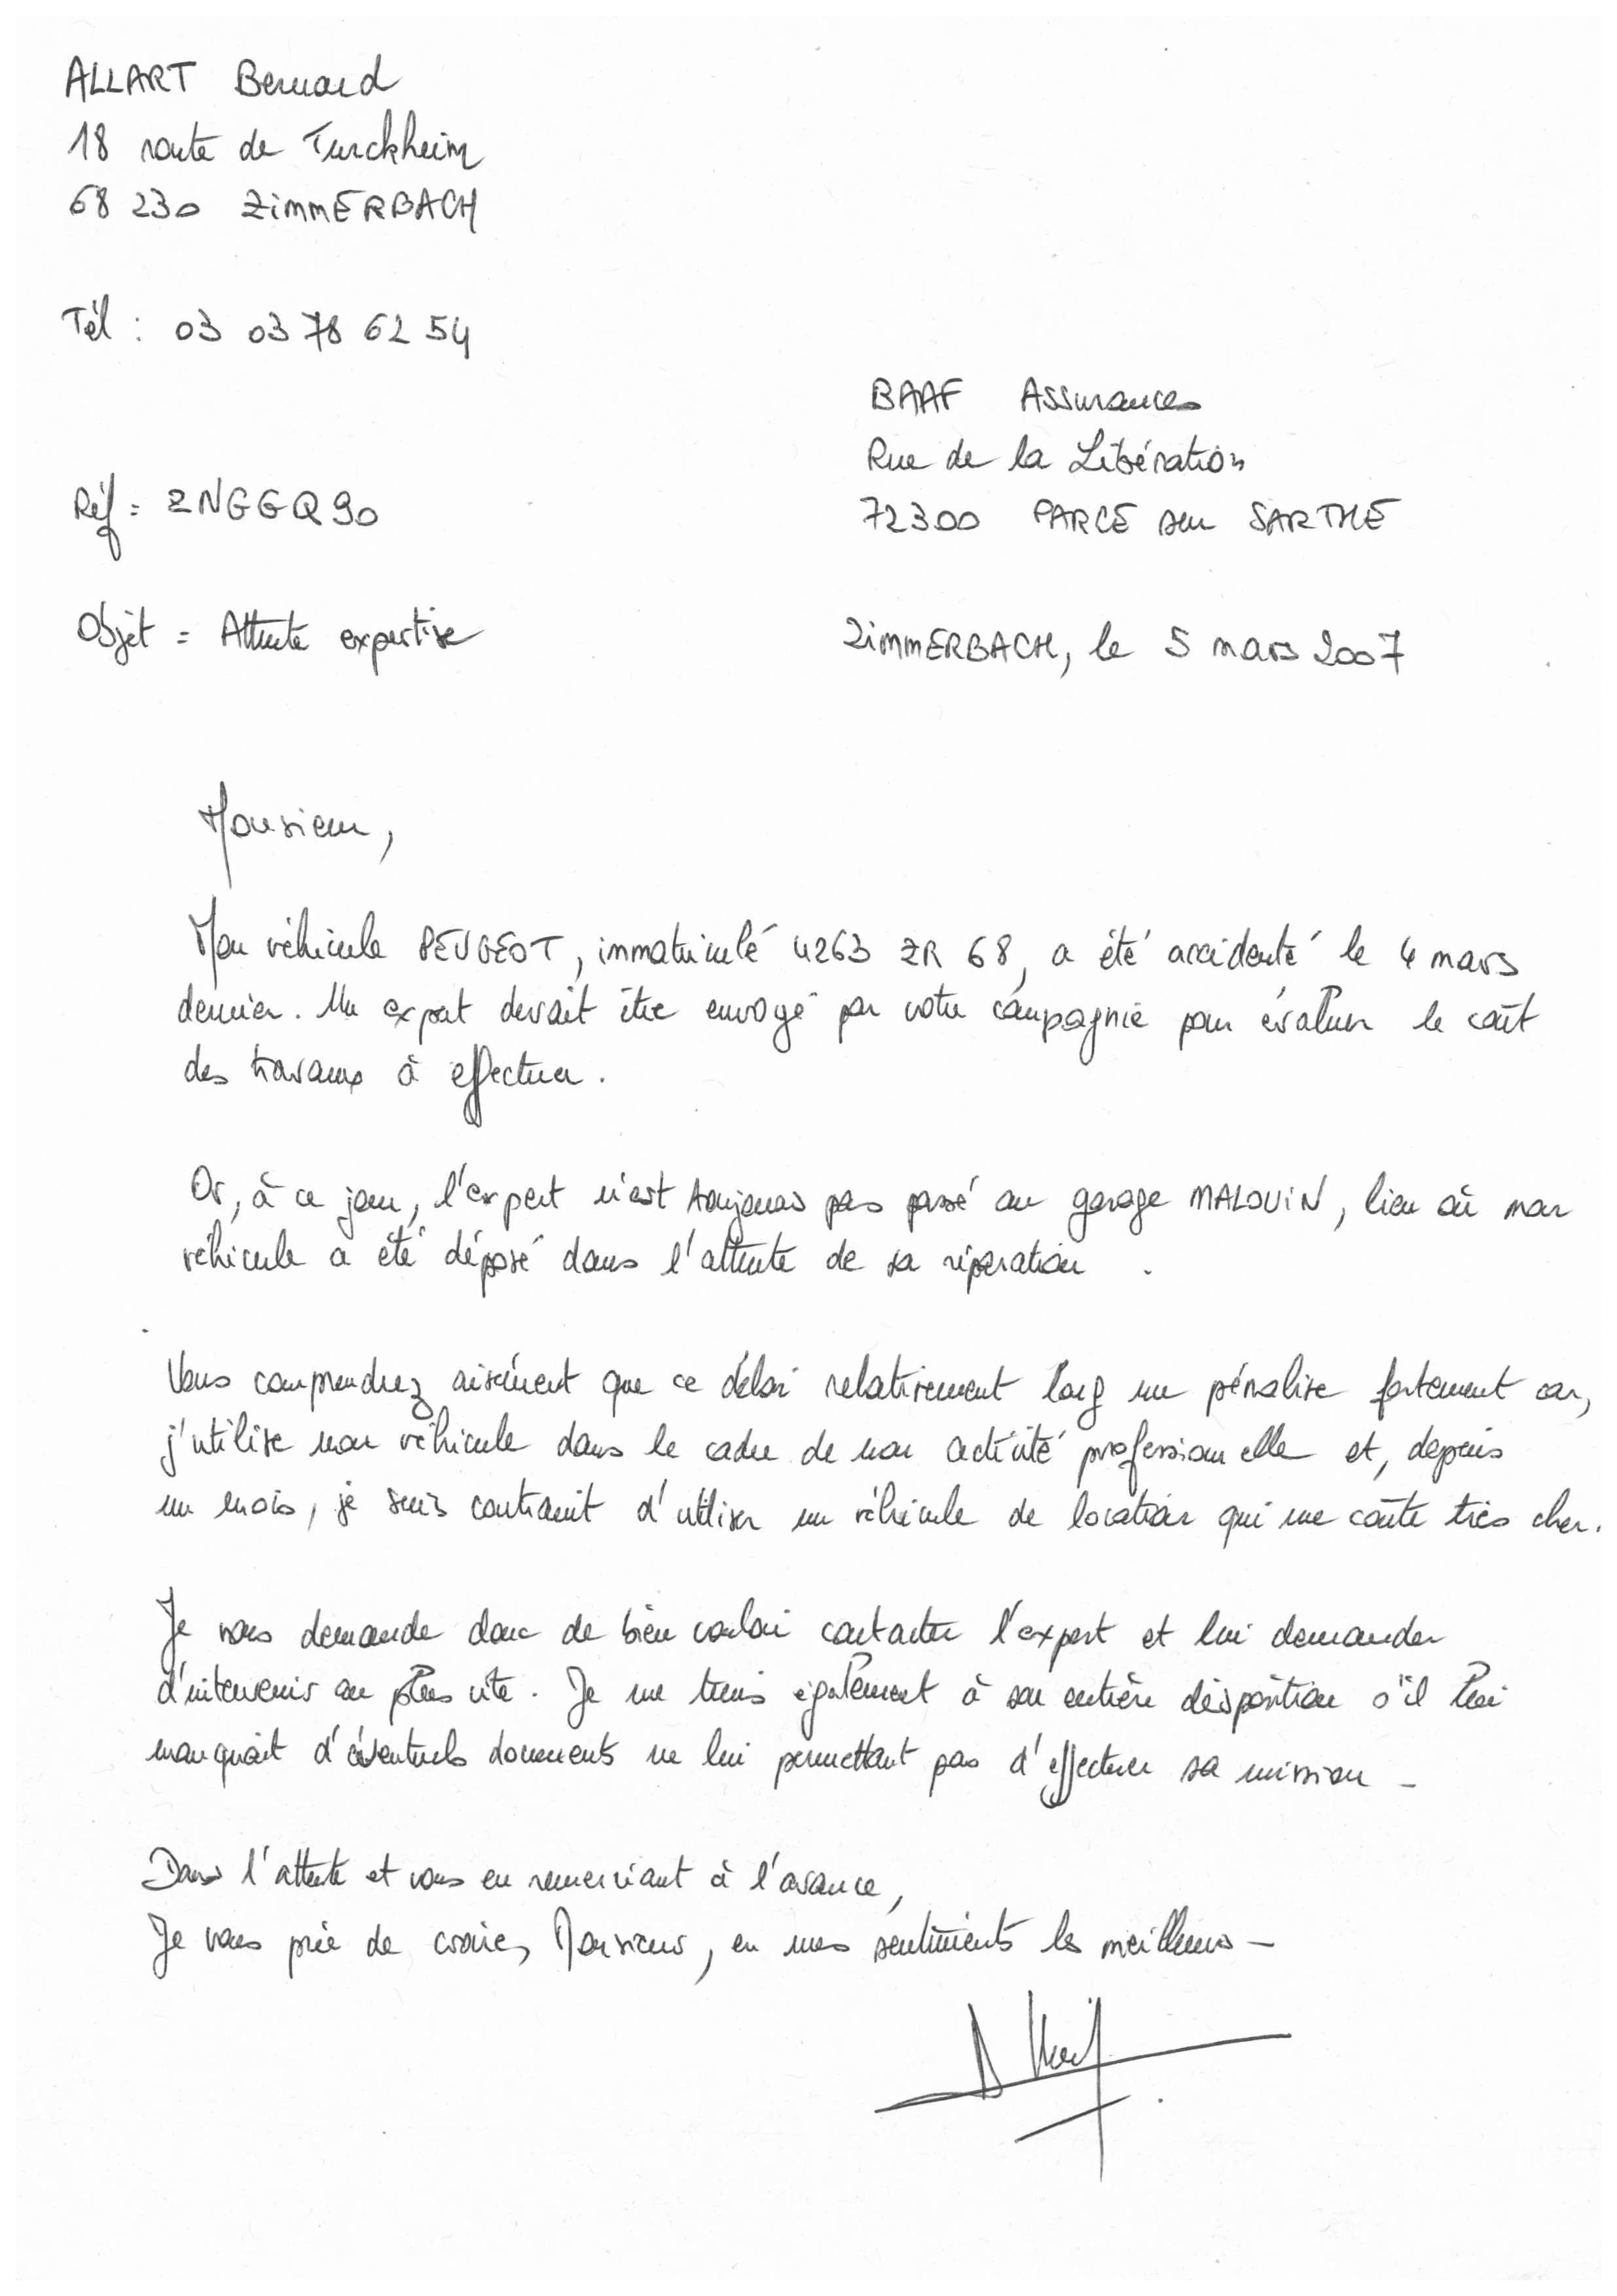 ALLART Bernard
18 route de Turckheim
68 230 ZIMMERBACH
Tél : 03 03 78 62 54
BAAF Assurances
Rue de la Libération
72300 PARCE sur SARTHE
Réf : ZNGGQ90
Objet = Attente expertise
ZIMMERBACH, le 5 mars 2007
Monsieur,
Mon véhicule PEUGEOT, immatriculé 4263 ZR 68, a été accidenté le 4 mars
dernier. Un expert devait être envoyé par votre compagnie pour évaluer le coût
des travaux à effectuer.
Or, à ce jour, l'expert n'est toujours pas passé au garage MALOUIN, lieu où mon
véhicule a été déposé dans l'attente de sa réparation.
Vous comprendrez aisément que ce délai relativement long me pénalise fortement car,
j'utilise mon véhicule dans le cadre de mon activité professionnelle et, depuis
un mois, je suis contraint d'utiliser un véhicule de location qui me coûte très cher.
Je vous demande donc de bien vouloir contacter l'expert et lui demander
d'intervenir au plus vite. Je me tiens également à son entière disposition s'il lui
manquait d'éventuels documents ne lui permettant pas d'effectuer sa mission -
Dans l'attente et vous en remerciant à l'avance,
Je vous prie de croire, Monsieur, en mes sentiments les meilleurs -